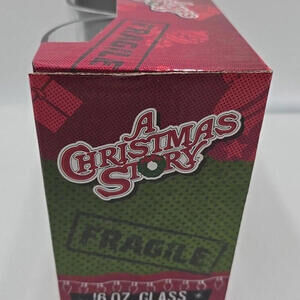 FRAGILE
A
CHRISTMAS
STORY
FRAGILE
16 OZ. GLASS